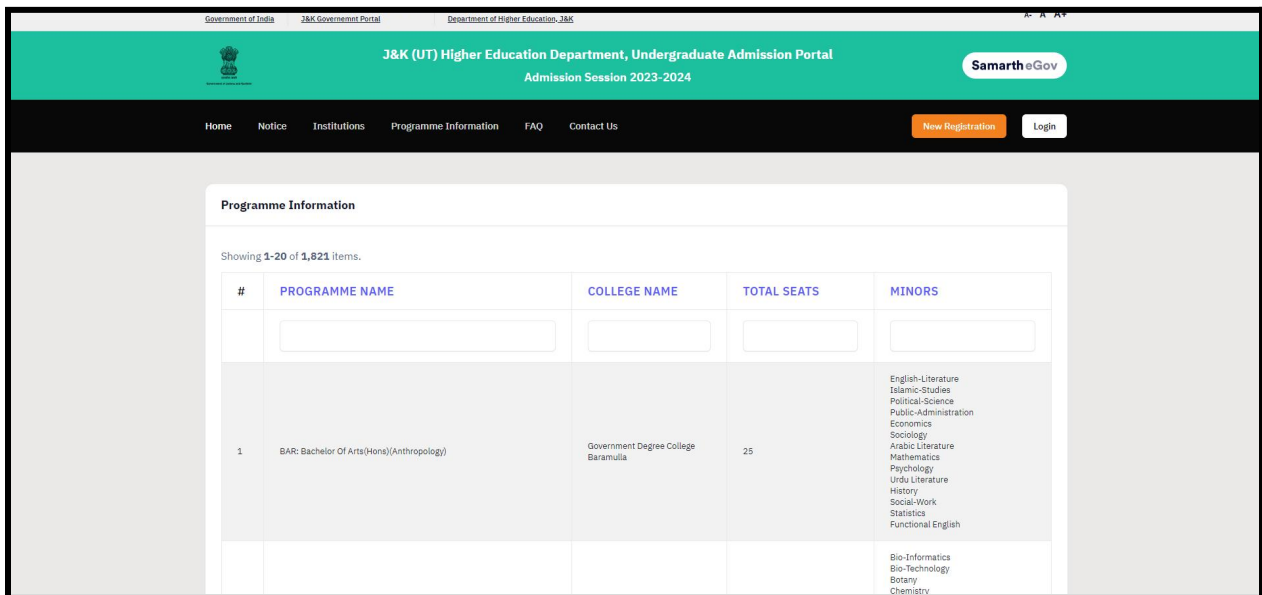 Government of India J&K Governemnt Portal Department of Higher Education, J&K A- A A+
J&K (UT) Higher Education Department, Undergraduate Admission Portal
Admission Session 2023-2024
Samarth eGov
Home Notice Institutions Programme Information FAQ Contact Us New Registration Login
Programme Information
Showing 1-20 of 1,821 items.
# PROGRAMME NAME COLLEGE NAME TOTAL SEATS MINORS
1 BAR: Bachelor Of Arts(Hons)(Anthropology)
Government Degree College
Baramulla
25
English-Literature
Islamic-Studies
Political-Science
Public-Administration
Economics
Sociology
Arabic Literature
Mathematics
Psychology
Urdu Literature
History
Social-Work
Statistics
Functional English
Bio-Informatics
Bio-Technology
Botany
Chemistry